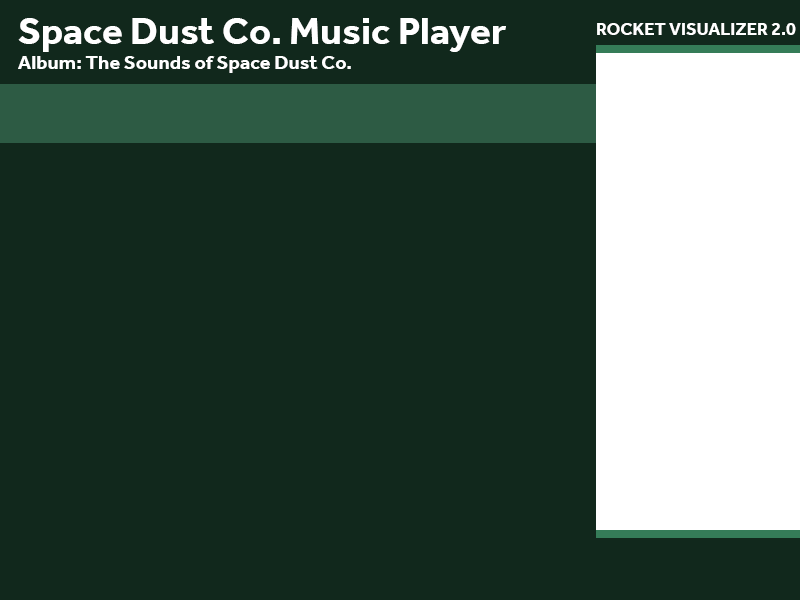 Space Dust Co. Music Player
Album: The Sounds of Space Dust Co.
ROCKET VISUALIZER 2.0